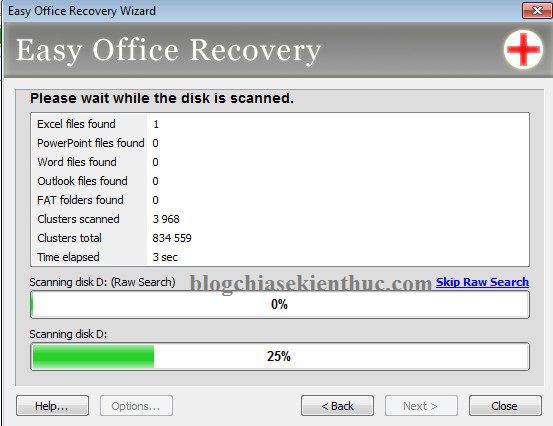 Easy Office Recovery Wizard
Easy Office Recovery
Please wait while the disk is scanned.
Excel files found 1
PowerPoint files found 0
Word files found 0
Outlook files found 0
FAT folders found 0
Clusters scanned 3 968
Clusters total 834 559
Time elapsed 3 sec
Scanning disk D: (Raw Search) blogchiasekienthuc.com Skip Raw Search
0%
Scanning disk D:
25%
Help... Options... < Back Next > Close